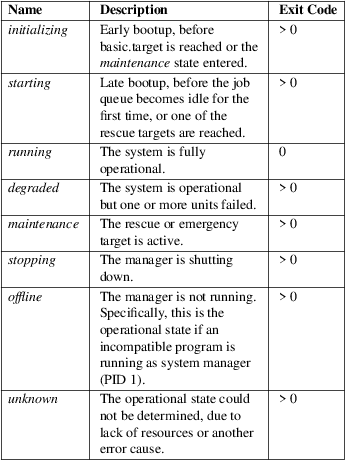 Name Description Exit Code
initializing Early bootup, before > 0
basic.target is reached or the
maintenance state entered.
starting Late bootup, before the job > 0
queue becomes idle for the
first time, or one of the
rescue targets are reached.
running The system is fully 0
operational.
degraded The system is operational > 0
but one or more units failed.
maintenance The rescue or emergency > 0
target is active.
stopping The manager is shutting > 0
down.
offline The manager is not running. > 0
Specifically, this is the
operational state if an
incompatible program is
running as system manager
(PID 1).
unknown The operational state could > 0
not be determined, due to
lack of resources or another
error cause.